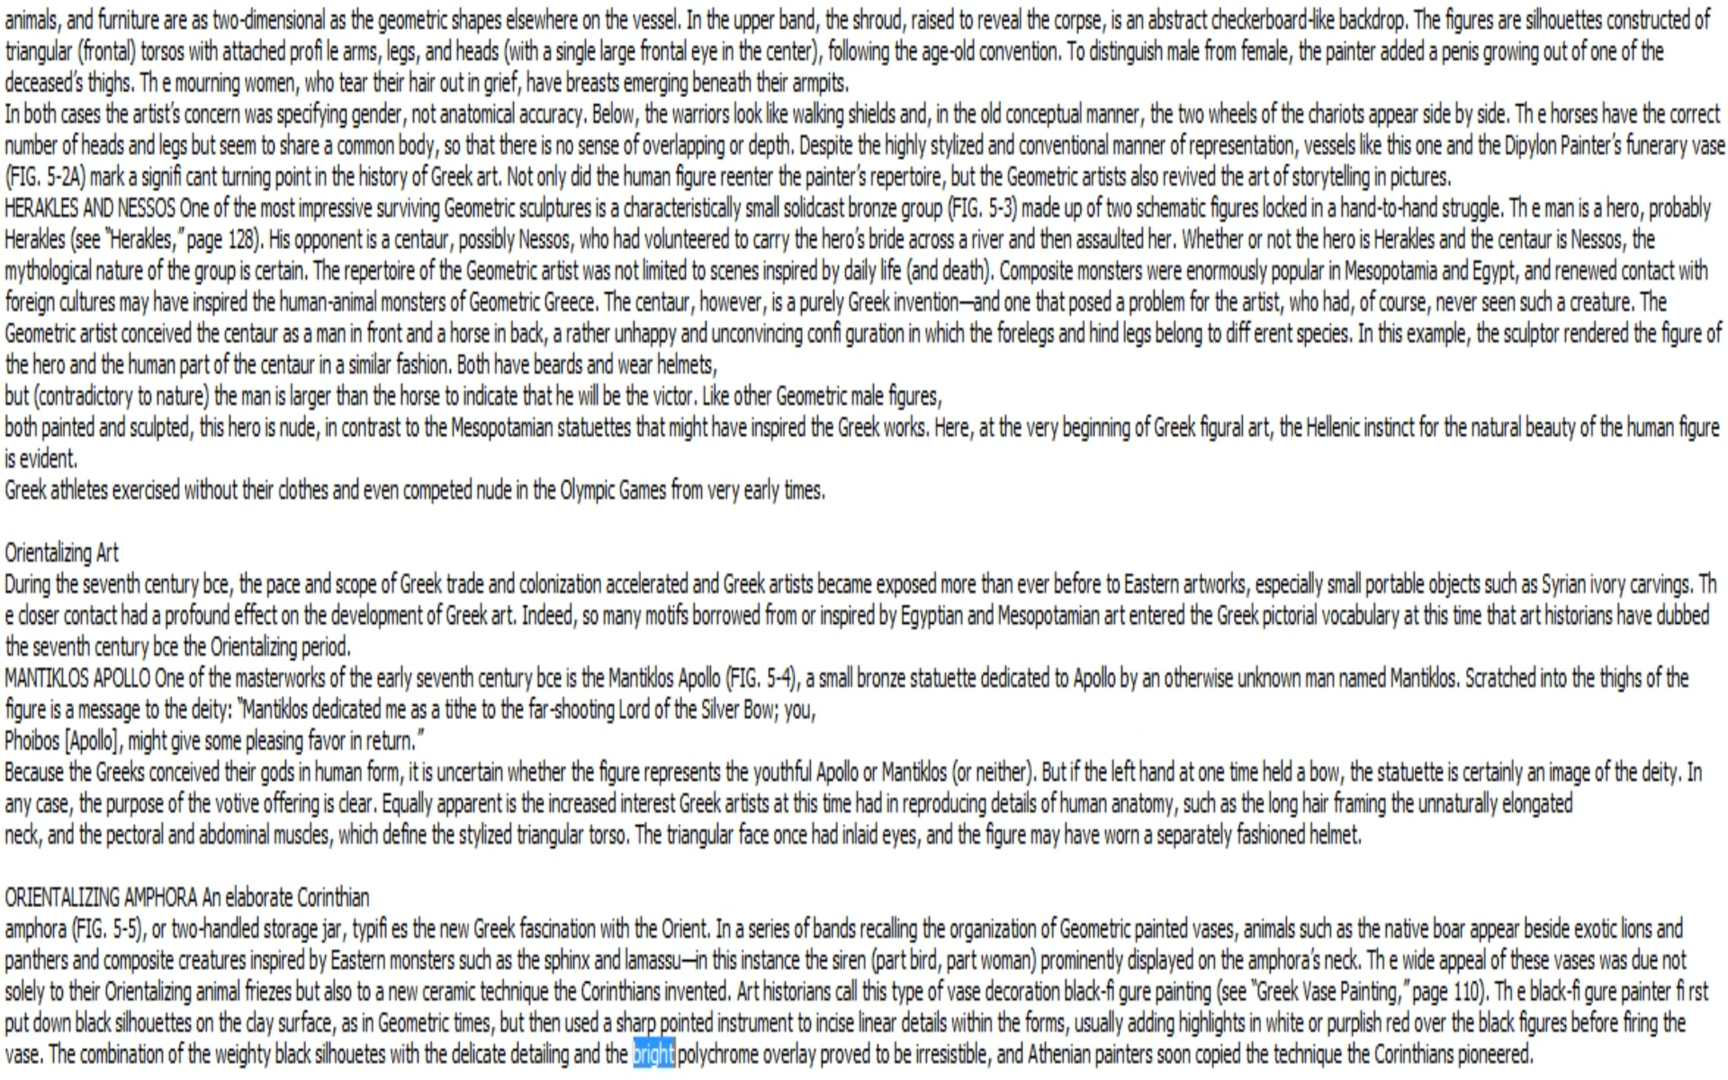 animals, and furniture are as two-dimensional as the geometric shapes elsewhere on the vessel. In the upper band, the shroud, raised to reveal the corpse, is an abstract checkerboard-like backdrop. The figures are silhouettes constructed of
triangular (frontal) torsos with attached profi le arms, legs, and heads (with a single large frontal eye in the center), following the age-old convention. To distinguish male from female, the painter added a penis growing out of one of the
deceased's thighs. Th e mourning women, who tear their hair out in grief, have breasts emerging beneath their armpits.
In both cases the artist's concern was specifying gender, not anatomical accuracy. Below, the warriors look like walking shields and, in the old conceptual manner, the two wheels of the chariots appear side by side. Th e horses have the correct
number of heads and legs but seem to share a common body, so that there is no sense of overlapping or depth. Despite the highly stylized and conventional manner of representation, vessels like this one and the Dipylon Painter's funerary vase
(FIG. 5-2A) mark a signifi cant turning point in the history of Greek art. Not only did the human figure reenter the painter's repertoire, but the Geometric artists also revived the art of storytelling in pictures.
HERAKLES AND NESSOS One of the most impressive surviving Geometric sculptures is a characteristically small solidcast bronze group (FIG. 5-3) made up of two schematic figures locked in a hand-to-hand struggle. Th e man is a hero, probably
Herakles (see "Herakles," page 128). His opponent is a centaur, possibly Nessos, who had volunteered to carry the hero's bride across a river and then assaulted her. Whether or not the hero is Herakles and the centaur is Nessos, the
mythological nature of the group is certain. The repertoire of the Geometric artist was not limited to scenes inspired by daily life (and death). Composite monsters were enormously popular in Mesopotamia and Egypt, and renewed contact with
foreign cultures may have inspired the human-animal monsters of Geometric Greece. The centaur, however, is a purely Greek invention—and one that posed a problem for the artist, who had, of course, never seen such a creature. The
Geometric artist conceived the centaur as a man in front and a horse in back, a rather unhappy and unconvincing confi guration in which the forelegs and hind legs belong to diff erent species. In this example, the sculptor rendered the figure of
the hero and the human part of the centaur in a similar fashion. Both have beards and wear helmets,
but (contradictory to nature) the man is larger than the horse to indicate that he will be the victor. Like other Geometric male figures,
both painted and sculpted, this hero is nude, in contrast to the Mesopotamian statuettes that might have inspired the Greek works. Here, at the very beginning of Greek figural art, the Hellenic instinct for the natural beauty of the human figure
is evident.
Greek athletes exercised without their clothes and even competed nude in the Olympic Games from very early times.
Orientalizing Art
During the seventh century bce, the pace and scope of Greek trade and colonization accelerated and Greek artists became exposed more than ever before to Eastern artworks, especially small portable objects such as Syrian ivory carvings. Th
e closer contact had a profound effect on the development of Greek art. Indeed, so many motifs borrowed from or inspired by Egyptian and Mesopotamian art entered the Greek pictorial vocabulary at this time that art historians have dubbed
the seventh century bce the Orientalizing period.
MANTIKLOS APOLLO One of the masterworks of the early seventh century bce is the Mantiklos Apollo (FIG. 5-4), a small bronze statuette dedicated to Apollo by an otherwise unknown man named Mantiklos. Scratched into the thighs of the
figure is a message to the deity: "Mantiklos dedicated me as a tithe to the far-shooting Lord of the Silver Bow; you,
Phoibos [Apollo], might give some pleasing favor in return."
Because the Greeks conceived their gods in human form, it is uncertain whether the figure represents the youthful Apollo or Mantiklos (or neither). But if the left hand at one time held a bow, the statuette is certainly an image of the deity. In
any case, the purpose of the votive offering is clear. Equally apparent is the increased interest Greek artists at this time had in reproducing details of human anatomy, such as the long hair framing the unnaturally elongated
neck, and the pectoral and abdominal muscles, which define the stylized triangular torso. The triangular face once had inlaid eyes, and the figure may have worn a separately fashioned helmet.
ORIENTALIZING AMPHORA An elaborate Corinthian
amphora (FIG. 5-5), or two-handled storage jar, typifi es the new Greek fascination with the Orient. In a series of bands recalling the organization of Geometric painted vases, animals such as the native boar appear beside exotic lions and
panthers and composite creatures inspired by Eastern monsters such as the sphinx and lamassu—in this instance the siren (part bird, part woman) prominently displayed on the amphora's neck. Th e wide appeal of these vases was due not
solely to their Orientalizing animal friezes but also to a new ceramic technique the Corinthians invented. Art historians call this type of vase decoration black-fi gure painting (see "Greek Vase Painting," page 110). Th e black-fi gure painter fi rst
put down black silhouettes on the clay surface, as in Geometric times, but then used a sharp pointed instrument to incise linear details within the forms, usually adding highlights in white or purplish red over the black figures before firing the
vase. The combination of the weighty black silhouetes with the delicate detailing and the bright polychrome overlay proved to be irresistible, and Athenian painters soon copied the technique the Corinthians pioneered.